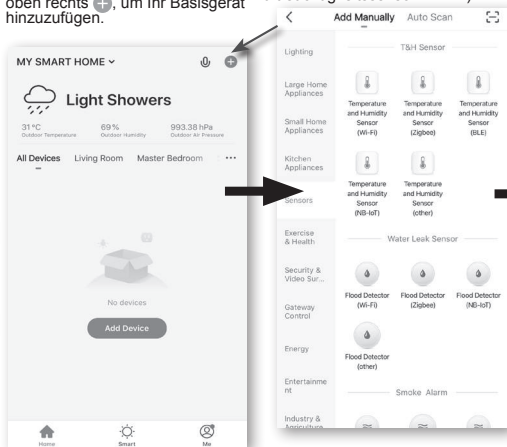 oben rechts , um Ihr Basisgerät
hinzuzufügen.
MY SMART HOME
Light Showers
31°C 69% 993.38 hPa
Outdoor Temperature Outdoor Humidity Outdoor Air Pressure
All Devices Living Room Master Bedroom
No devices
Add Device
Home Smart Me
Add Manually Auto Scan
Lighting
Large Home
Appliances
Small Home
Appliances
Kitchen
Appliances
Sensors
Exercise
& Health
Security &
Video Sur...
Gateway
Control
Energy
Entertainme
nt
Industry &
Agriculture
T&H Sensor
Temperature
and Humidity
Sensor
(Wi-Fi)
Temperature
and Humidity
Sensor
(Zigbee)
Temperature
and Humidity
Sensor
(BLE)
Temperature
and Humidity
Sensor
(NB-IoT)
Temperature
and Humidity
Sensor
(other)
Water Leak Sensor
Flood Detector
(Wi-Fi)
Flood Detector
(Zigbee)
Flood Detector
(NB-IoT)
Flood Detector
(other)
Smoke Alarm